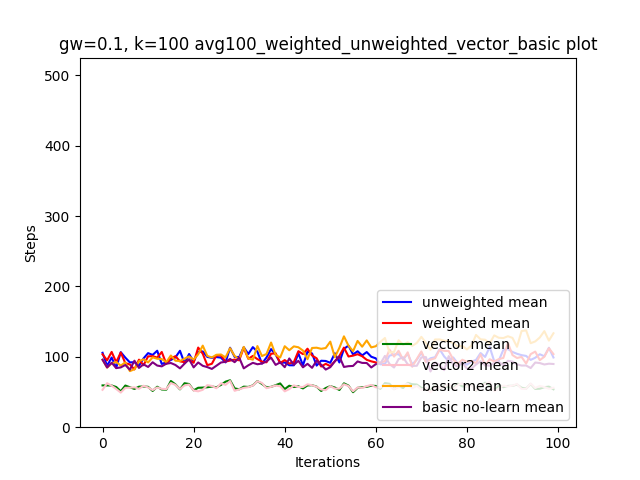 gw=0.1, k=100 avg100_weighted_unweighted_vector_basic plot
500
400
300
200
100
0
Steps
0
20
40
60
80
100
Iterations
unweighted mean
weighted mean
vector mean
vector2 mean
basic mean
basic no-learn mean